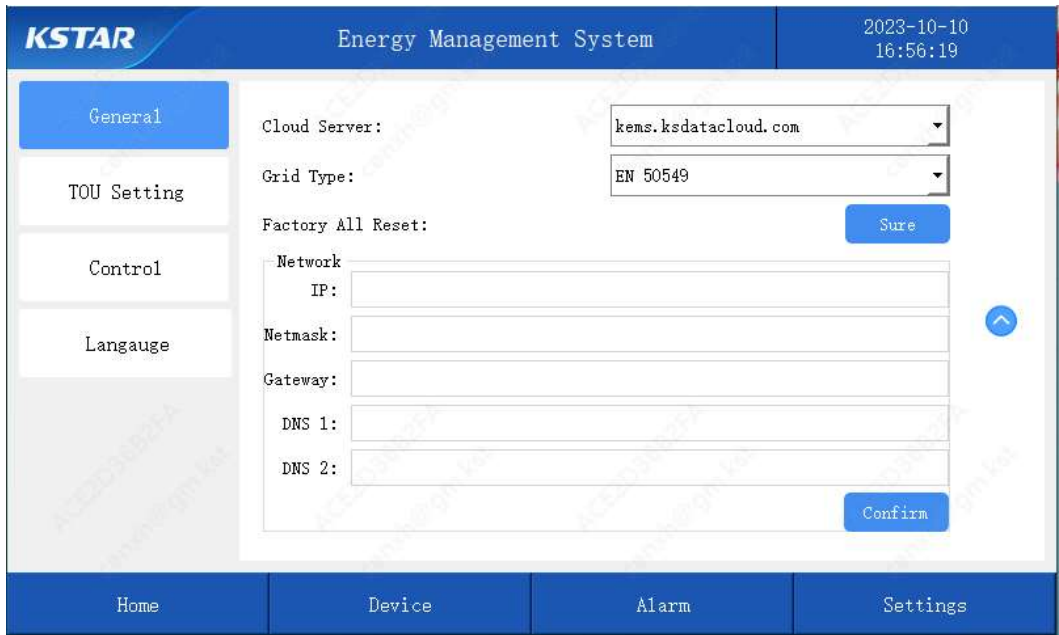 KSTAR
Energy Management System
2023-10-10
16:56:19
General
TOU Setting
Control
Langauge
Cloud Server:
kems.ksdatacloud.com
Grid Type:
EN 50549
Factory All Reset:
Sure
Network
IP:
Netmask:
Gateway:
DNS 1:
DNS 2:
Confirm
Home
Device
Alarm
Settings